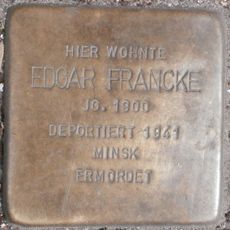 HIER WOHNTE
EDGAR FRANCKE
JG. 1900
DEPORTIERT 1941
MINSK
ERMORDET